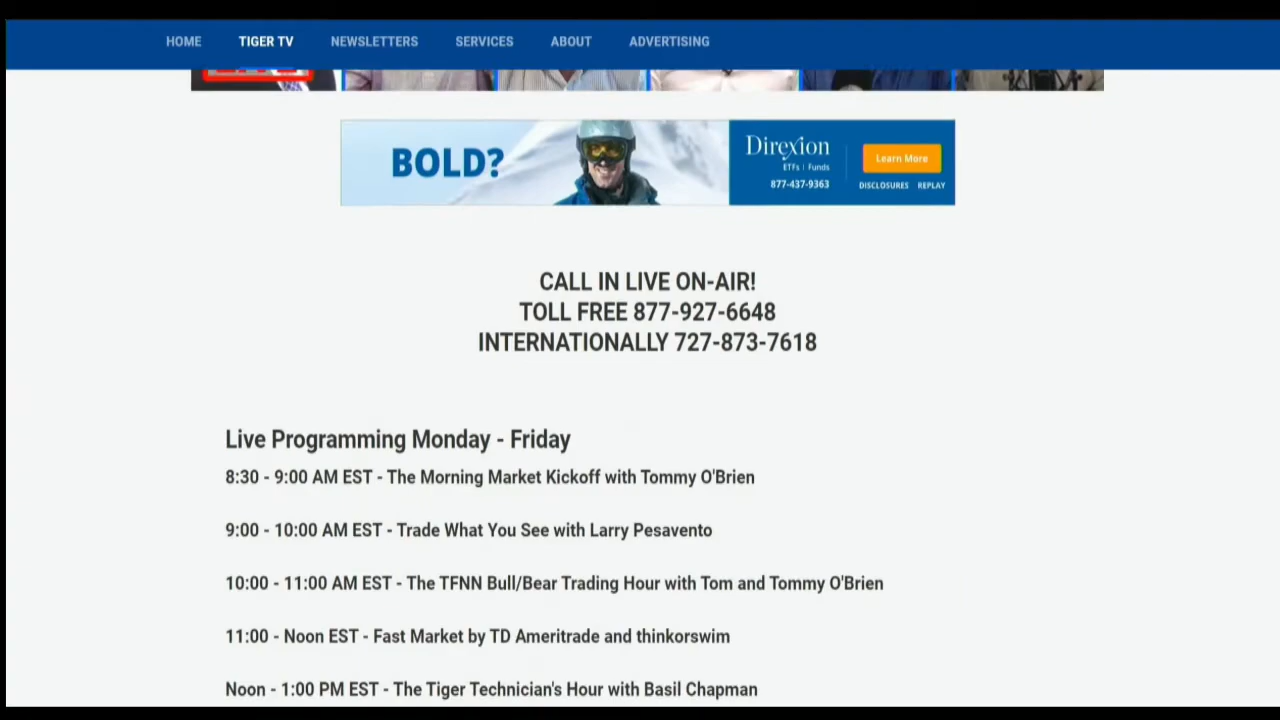 HOME TIGER TV NEWSLETTERS SERVICES ABOUT ADVERTISING
BOLD?
Direxion
ETFs | Funds
877-437-9363
Learn More
DISCLOSURES REPLAY
CALL IN LIVE ON-AIR!
TOLL FREE 877-927-6648
INTERNATIONALLY 727-873-7618
Live Programming Monday - Friday
8:30 - 9:00 AM EST - The Morning Market Kickoff with Tommy O'Brien
9:00 - 10:00 AM EST - Trade What You See with Larry Pesavento
10:00 - 11:00 AM EST - The TFNN Bull/Bear Trading Hour with Tom and Tommy O'Brien
11:00 - Noon EST - Fast Market by TD Ameritrade and thinkorswim
Noon - 1:00 PM EST - The Tiger Technician's Hour with Basil Chapman